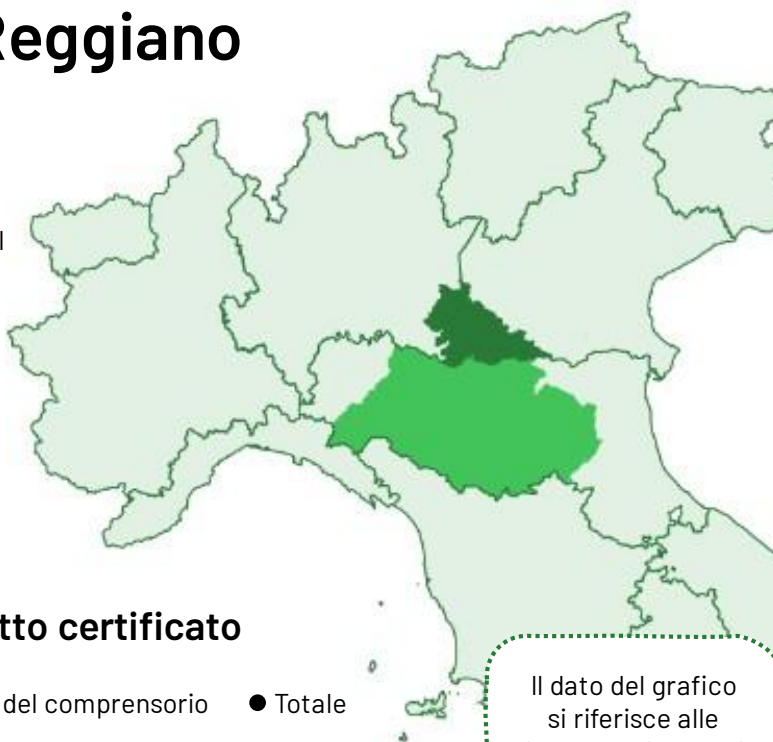 Reggiano
l
tto certificato
del comprensorio ● Totale
Il dato del grafico
si riferisce alle